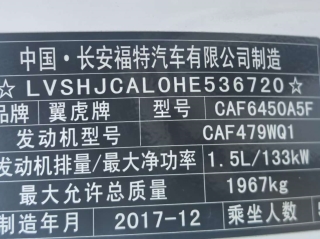 中国·长安福特汽车有限公司制造
☆LVSHJCAL0HE536720☆
品牌 翼虎牌 型号 CAF6450A5F
发动机型号 CAF479WQ1
发动机排量/最大净功率 1.5L/133kW
最大允许总质量 1967kg
制造年月 2017-12 乘坐人数